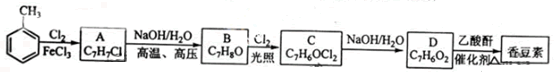 CH₃
Cl₂
FeCl₃
A
C₇H₇Cl
NaOH/H₂O
高温、高压
B
C₇H₈O
Cl₂
光照
C
C₇H₆OCl₂
NaOH/H₂O
D
C₇H₆O₂
乙酸酐
催化剂△
香豆素